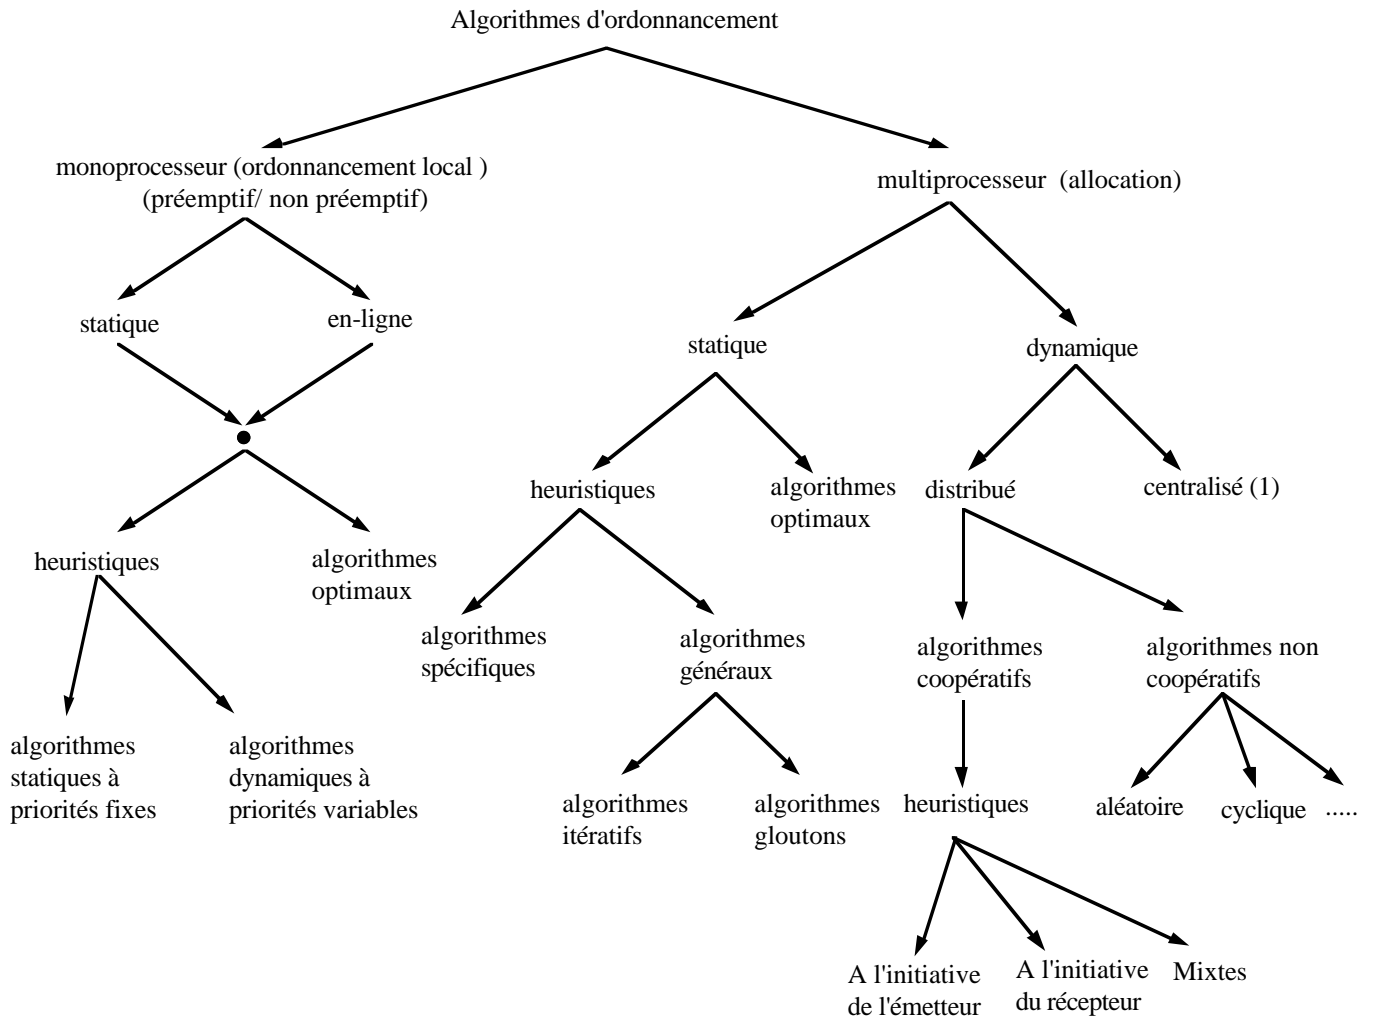 Algorithmes d'ordonnancement
monoprocesseur (ordonnancement local )
(préemptif/ non préemptif)
multiprocesseur (allocation)
statique
en-ligne
statique
dynamique
heuristiques
algorithmes
optimaux
distribué
centralisé (1)
heuristiques
algorithmes
optimaux
algorithmes
spécifiques
algorithmes
généraux
algorithmes
coopératifs
algorithmes non
coopératifs
algorithmes
statiques à
priorités fixes
algorithmes
dynamiques à
priorités variables
algorithmes
itératifs
algorithmes
gloutons
heuristiques
aléatoire
cyclique
.....
A l'initiative
de l'émetteur
A l'initiative
du récepteur
Mixtes